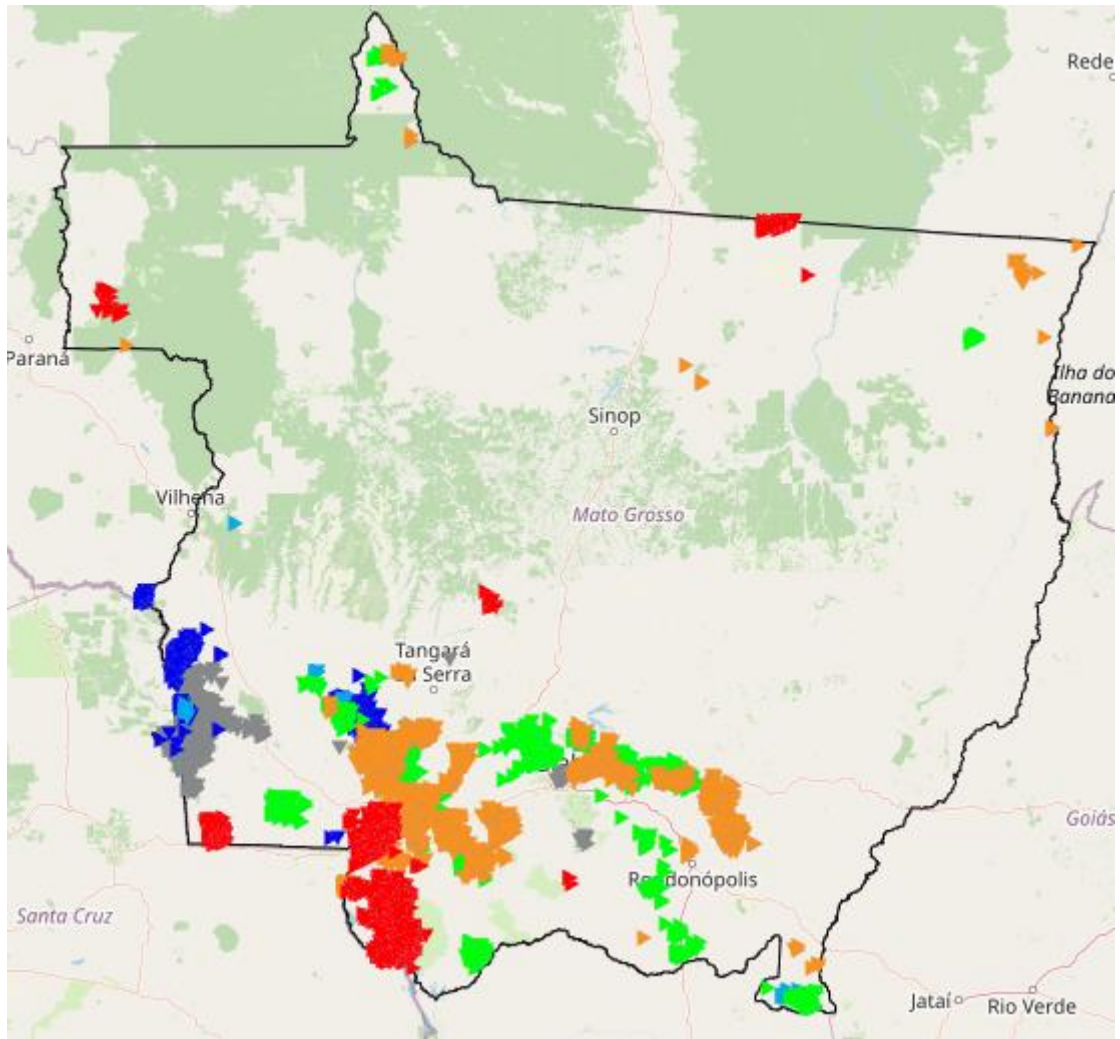 Rede
Paraná
Ilha do
Banana
Sinop
Vilhena
Mato Grosso
Tangará
Serra
Goiás
Rondonópolis
Santa Cruz
Jataí
Rio Verde